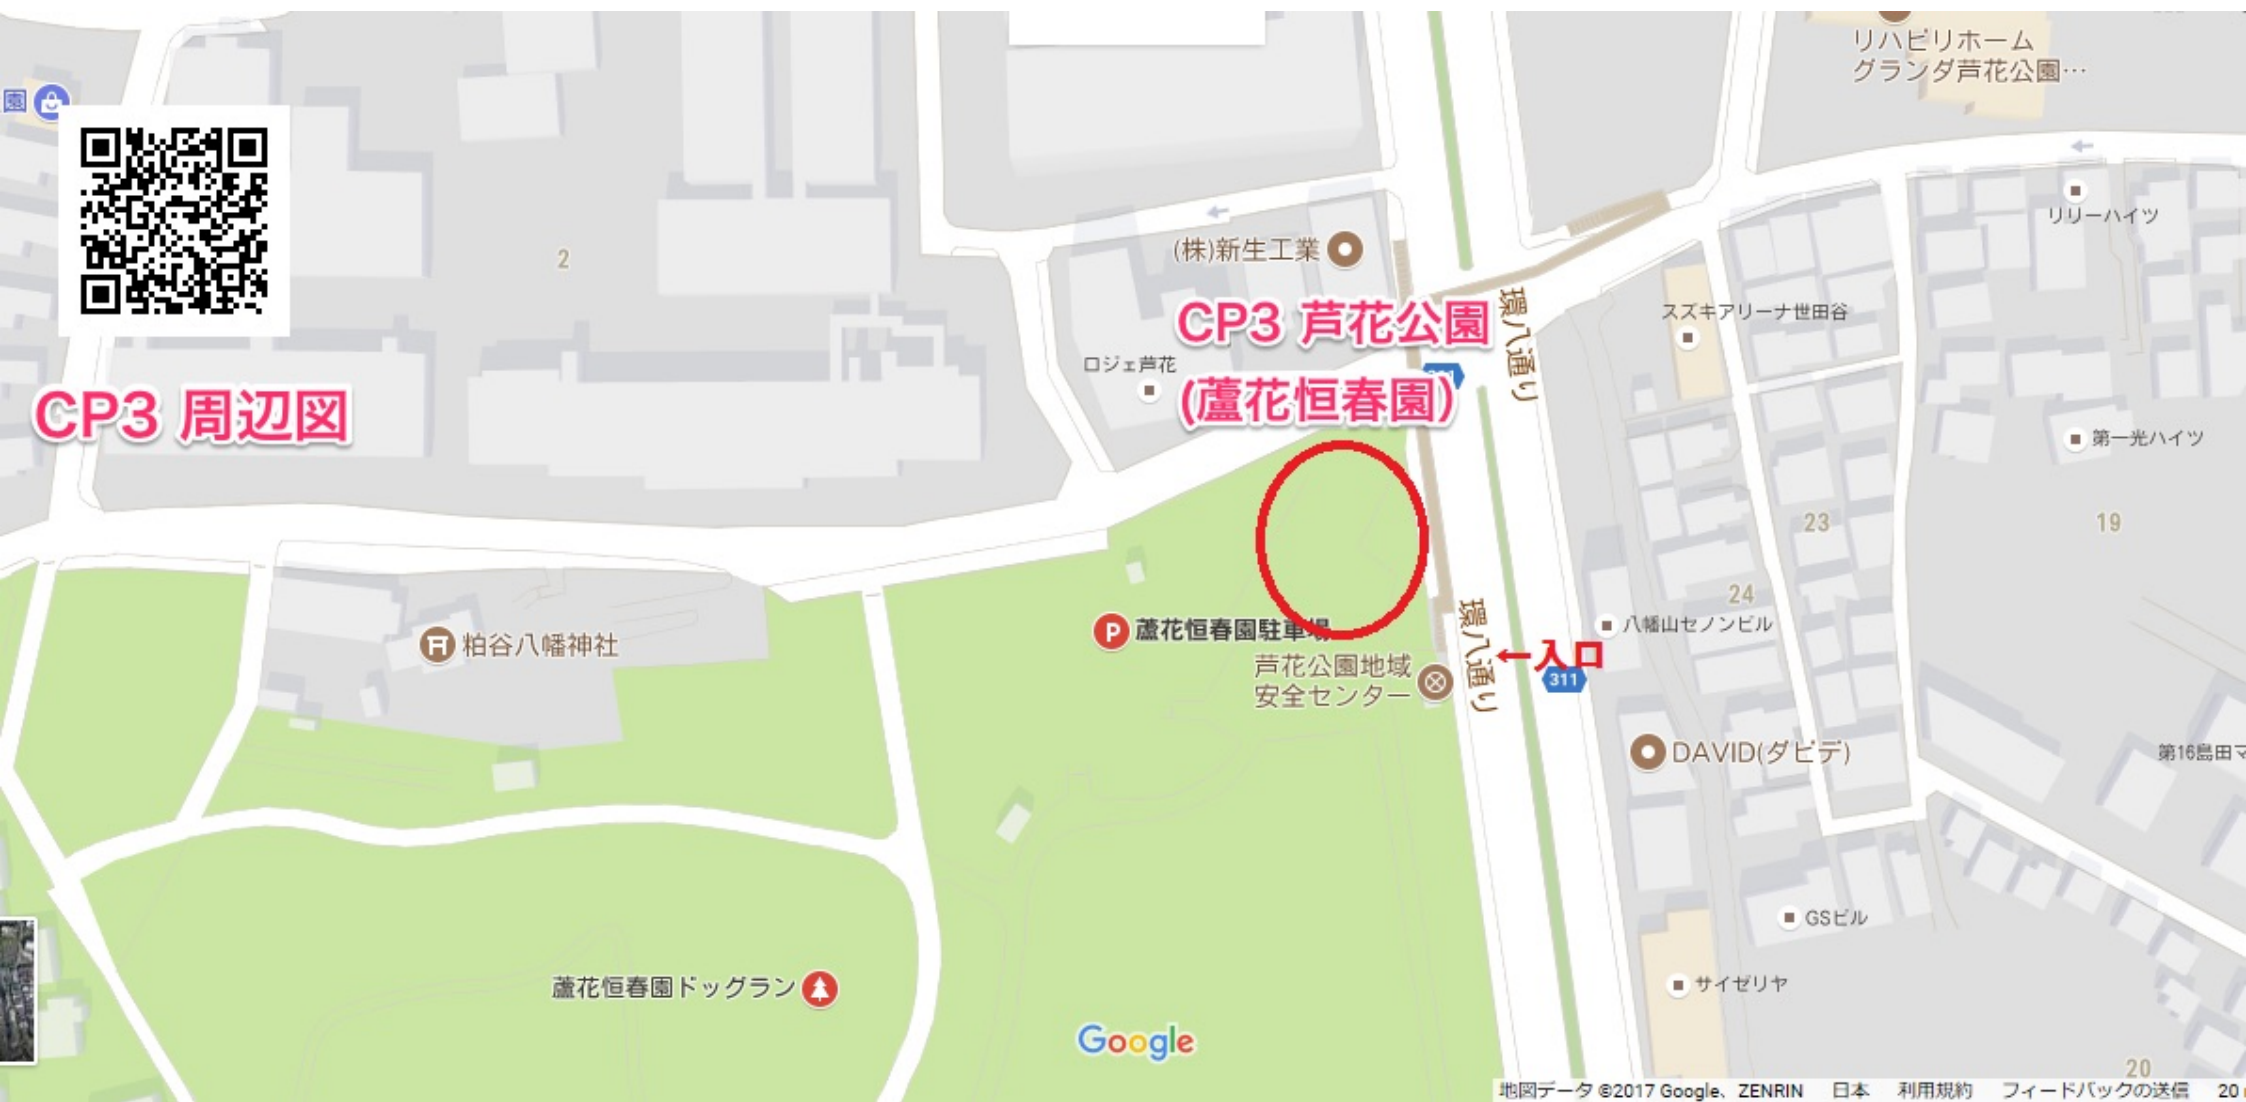 リハビリホーム
グランダ芦花公園…
園
リリーハイツ
2
(株)新生工業
CP3 芦花公園
(蘆花恒春園)
環八通り
スズキアリーナ世田谷
ロジェ芦花
CP3 周辺図
第一光ハイツ
23
19
24
八幡山セノンビル
粕谷八幡神社
P
蘆花恒春園駐車場
環八通り
←入口
311
芦花公園地域
安全センター
DAVID(ダビデ)
第16島田マ
GSビル
サイゼリヤ
蘆花恒春園ドッグラン
Google
20
地図データ ©2017 Google、ZENRIN 日本 利用規約 フィードバックの送信 20